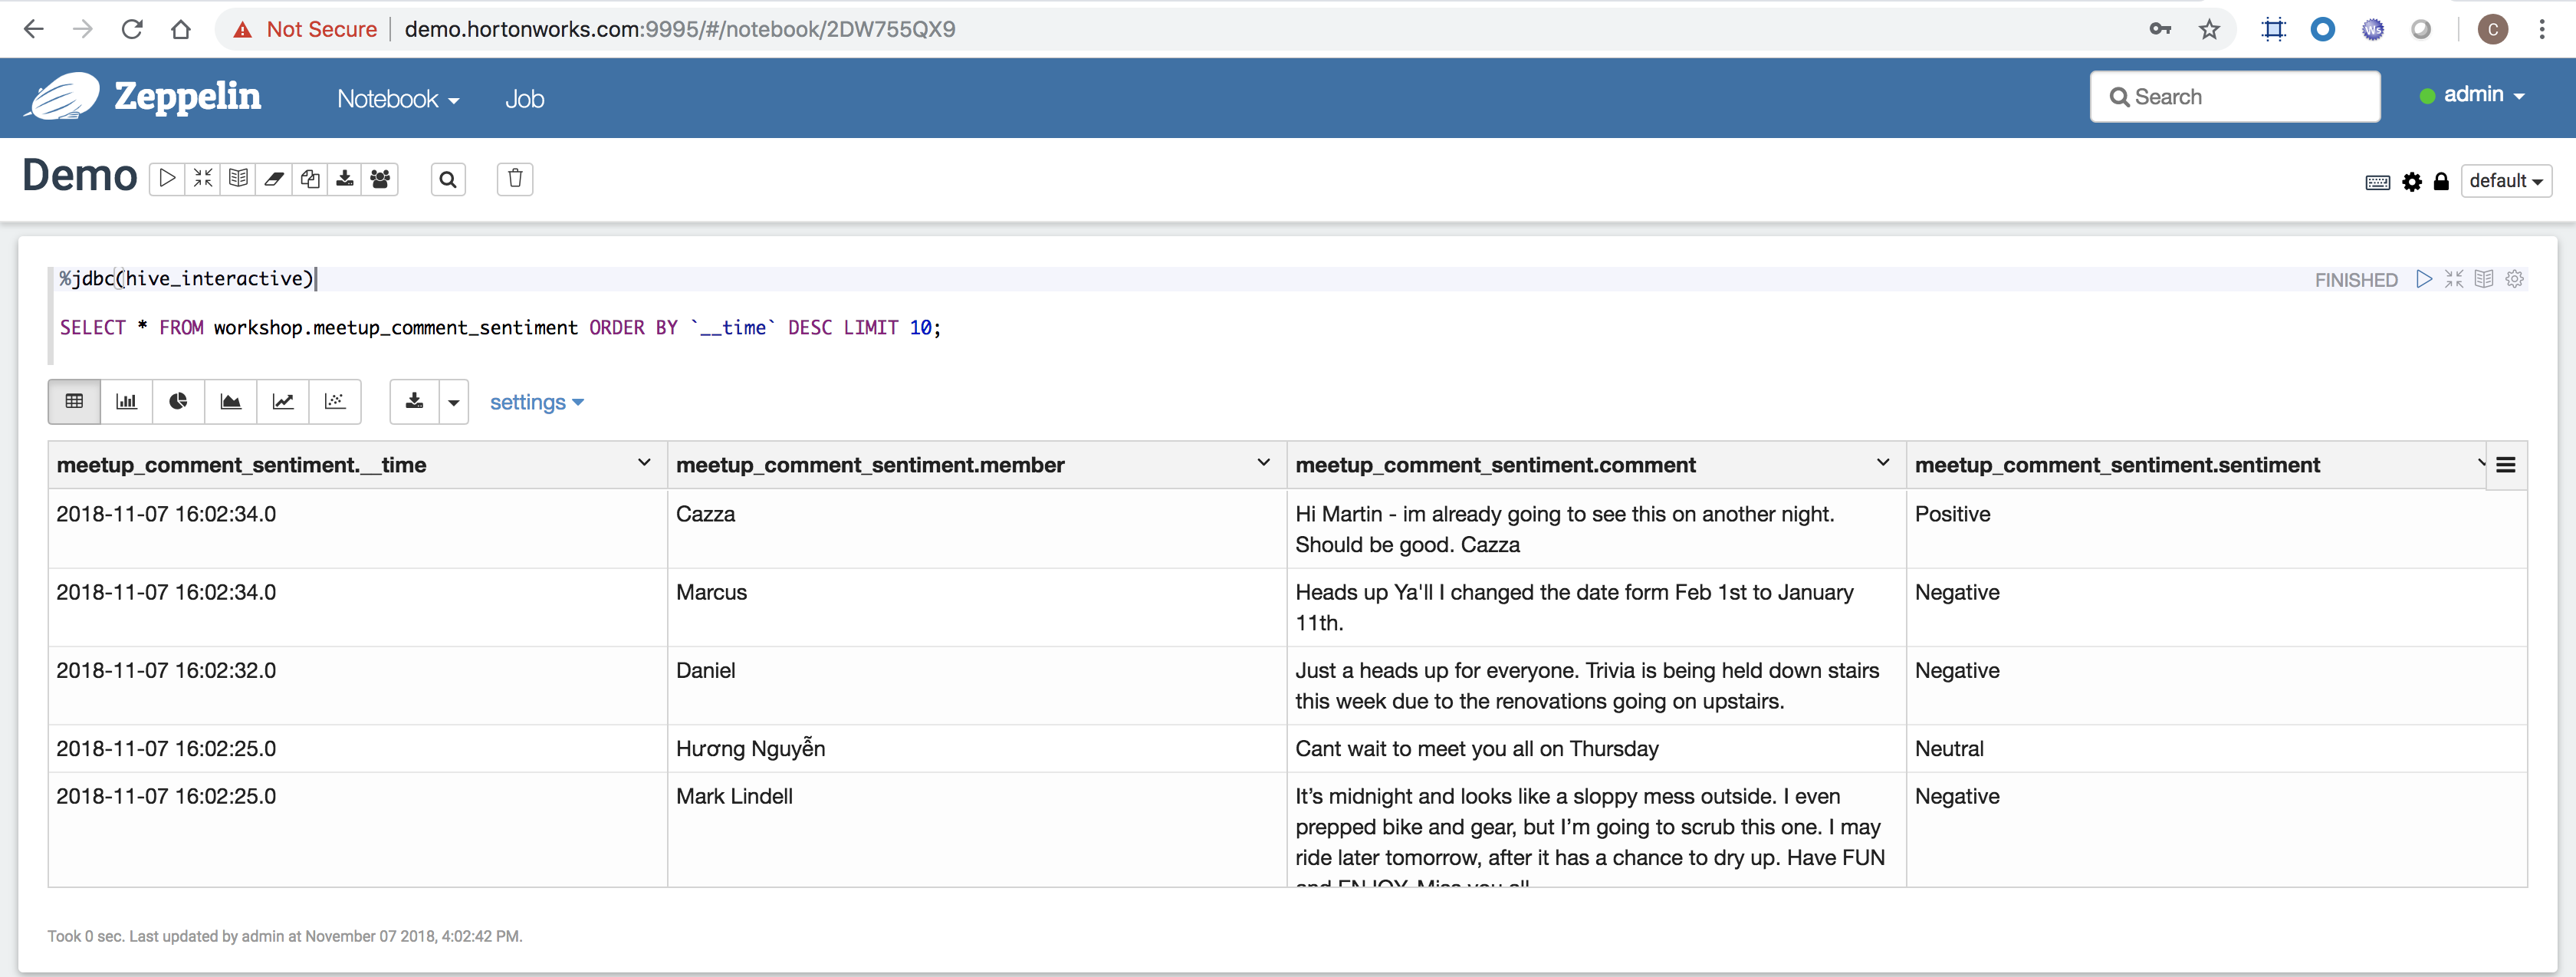 Not Secure demo.hortonworks.com:9995/#/notebook/2DW755QX9 C
Zeppelin Notebook Job Search admin
Demo default
%jdbc(hive_interactive) FINISHED
SELECT * FROM workshop.meetup_comment_sentiment ORDER BY `__time` DESC LIMIT 10;
settings
meetup_comment_sentiment.__time meetup_comment_sentiment.member meetup_comment_sentiment.comment meetup_comment_sentiment.sentiment
2018-11-07 16:02:34.0 Cazza Hi Martin - im already going to see this on another night. Positive
Should be good. Cazza
2018-11-07 16:02:34.0 Marcus Heads up Ya'll I changed the date form Feb 1st to January Negative
11th.
2018-11-07 16:02:32.0 Daniel Just a heads up for everyone. Trivia is being held down stairs Negative
this week due to the renovations going on upstairs.
2018-11-07 16:02:25.0 Hương Nguyễn Cant wait to meet you all on Thursday Neutral
2018-11-07 16:02:25.0 Mark Lindell It’s midnight and looks like a sloppy mess outside. I even Negative
prepped bike and gear, but I’m going to scrub this one. I may
ride later tomorrow, after it has a chance to dry up. Have FUN
and ENJOY. Miss you all
Took 0 sec. Last updated by admin at November 07 2018, 4:02:42 PM.